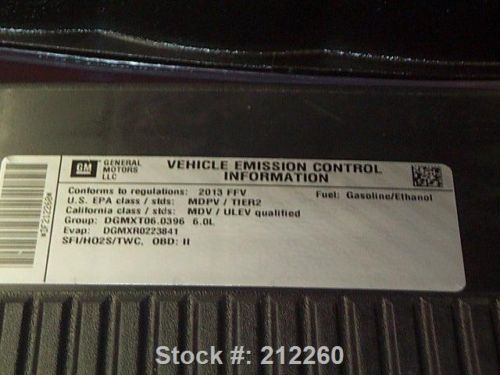 GM
GENERAL MOTORS LLC
VEHICLE EMISSION CONTROL INFORMATION
Conforms to regulations: 2013 FFV Fuel: Gasoline/Ethanol
U.S. EPA class / stds: MDPV / TIER2
California class / stds: MDV / ULEV qualified
Group: DGMXT06.0396 6.0L
Evap: DGMXR0223841
SFI/HO2S/TWC, OBD: II
Stock #: 212260